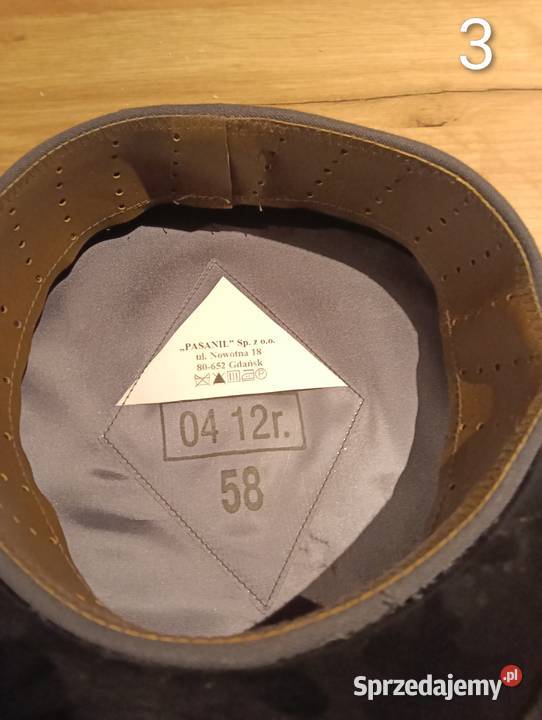 3
„PASANIL” Sp. z o.o.
ul. Nowotna 18
80-652 Gdańsk
04 12r.
58
Sprzedajemy.pl